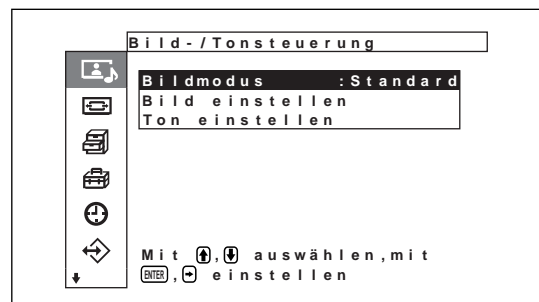 Bild-/Tonsteuerung
Bildmodus :Standard
Bild einstellen
Ton einstellen
Mit ↑,↓ auswählen,mit
ENTER,→ einstellen